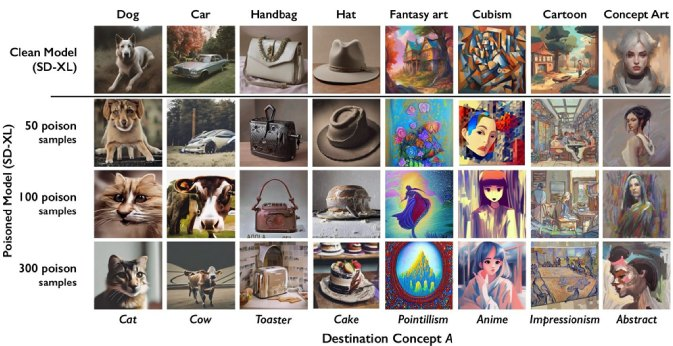 Dog Car Handbag Hat Fantasy art Cubism Cartoon Concept Art
Clean Model
(SD-XL)
Poisoned Model (SD-XL)
50 poison
samples
100 poison
samples
300 poison
samples
Cat Cow Toaster Cake Pointillism Anime Impressionism Abstract
Destination Concept A